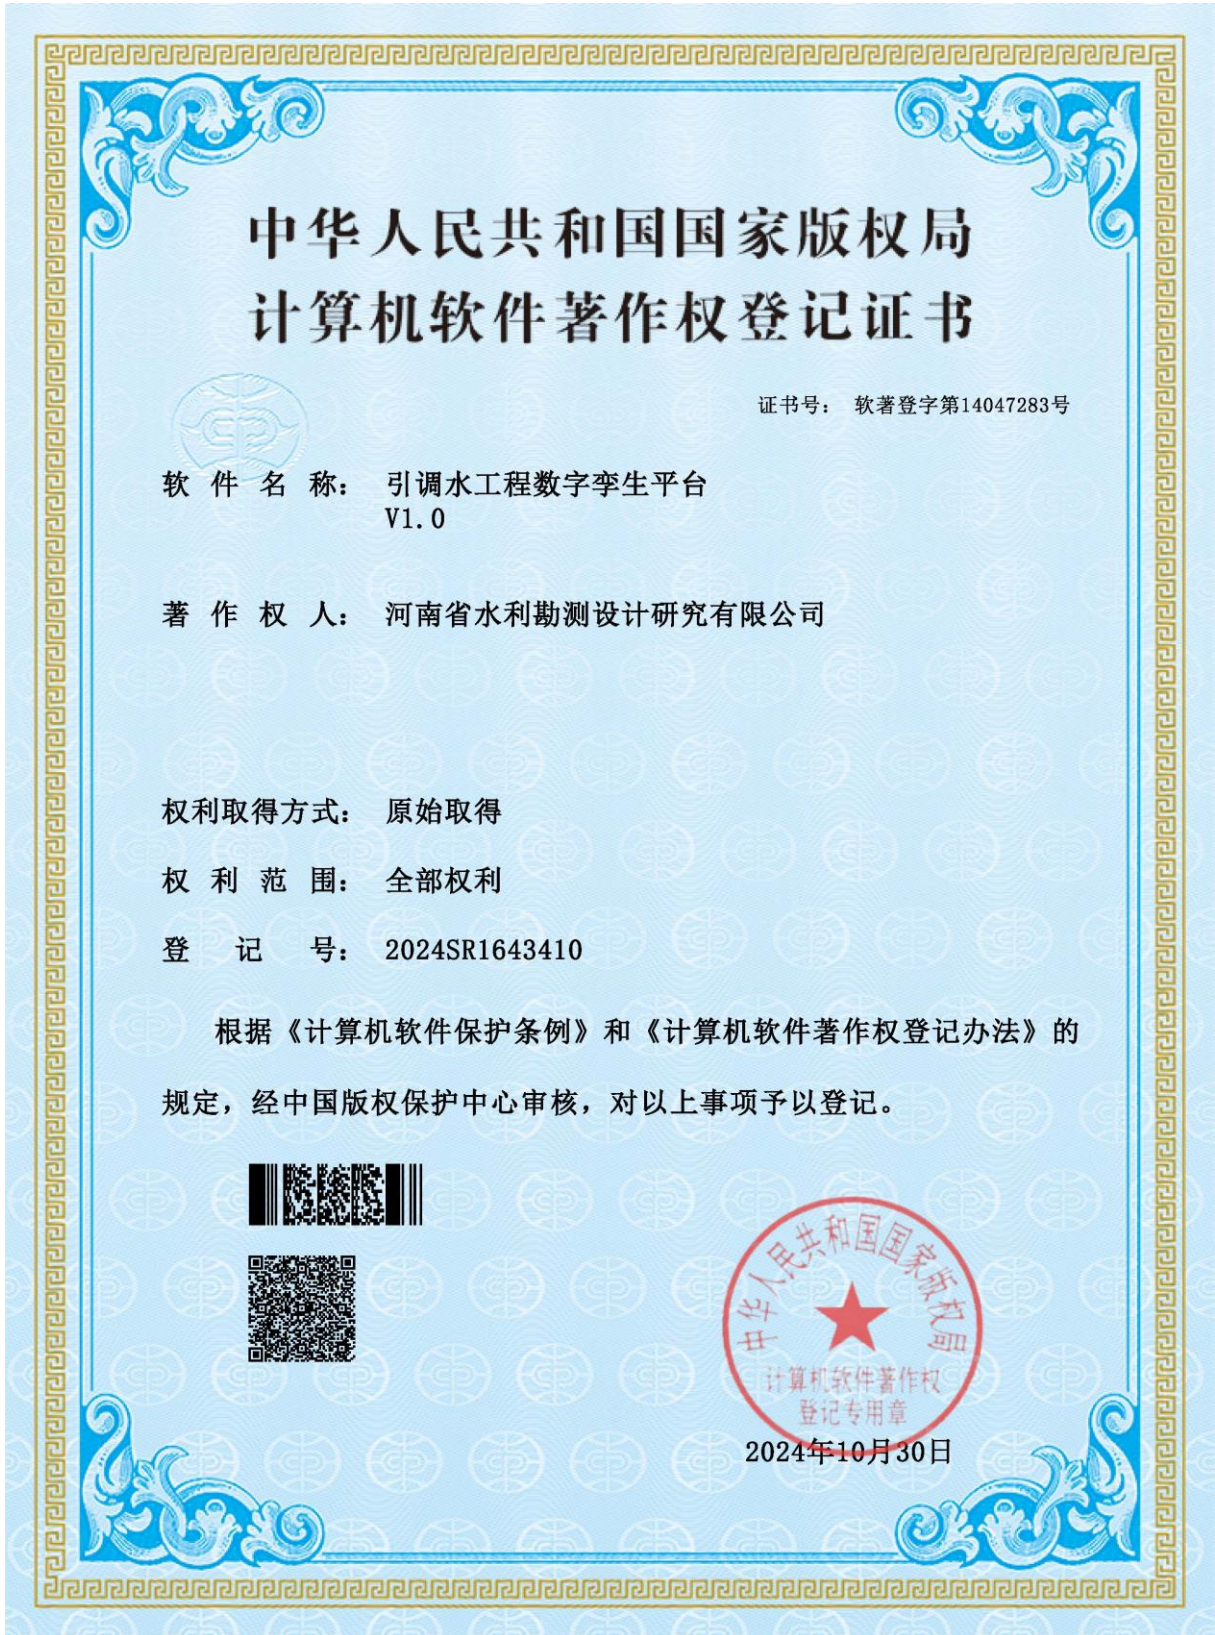 中华人民共和国国家版权局
计算机软件著作权登记证书
证书号： 软著登字第14047283号
软件名称： 引调水工程数字孪生平台
V1.0
著作权人： 河南省水利勘测设计研究有限公司
权利取得方式： 原始取得
权利范围： 全部权利
登记号： 2024SR1643410
根据《计算机软件保护条例》和《计算机软件著作权登记办法》的
规定，经中国版权保护中心审核，对以上事项予以登记。
中华人民共和国国家版权局
计算机软件著作权
登记专用章
2024年10月30日